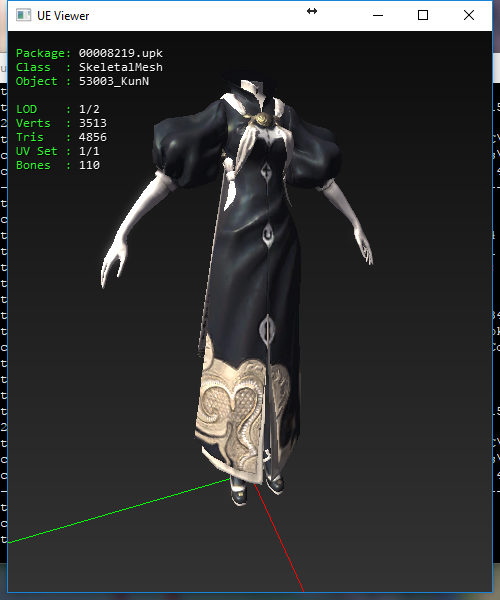 UE Viewer
Package: 00008219.upk
Class : SkeletalMesh
Object : 53003_KunN
LOD : 1/2
Verts : 3513
Tris : 4856
UV Set : 1/1
Bones : 110